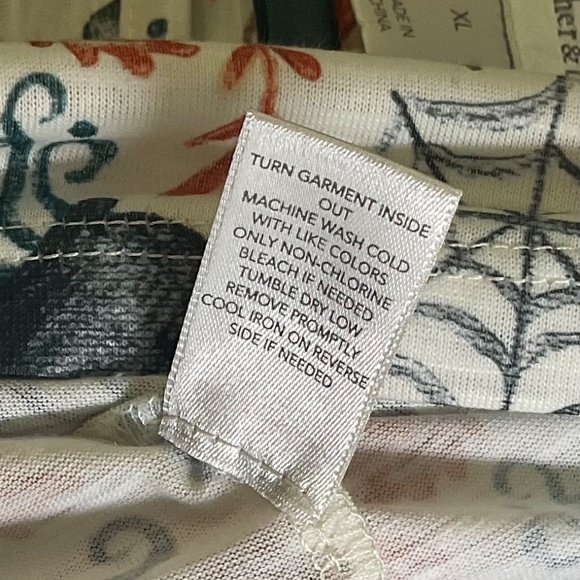 MADE IN
CHINA
XL
her &
TURN GARMENT INSIDE
OUT
MACHINE WASH COLD
WITH LIKE COLORS
ONLY NON-CHLORINE
BLEACH IF NEEDED
TUMBLE DRY LOW
REMOVE PROMPTLY
COOL IRON ON REVERSE
SIDE IF NEEDED